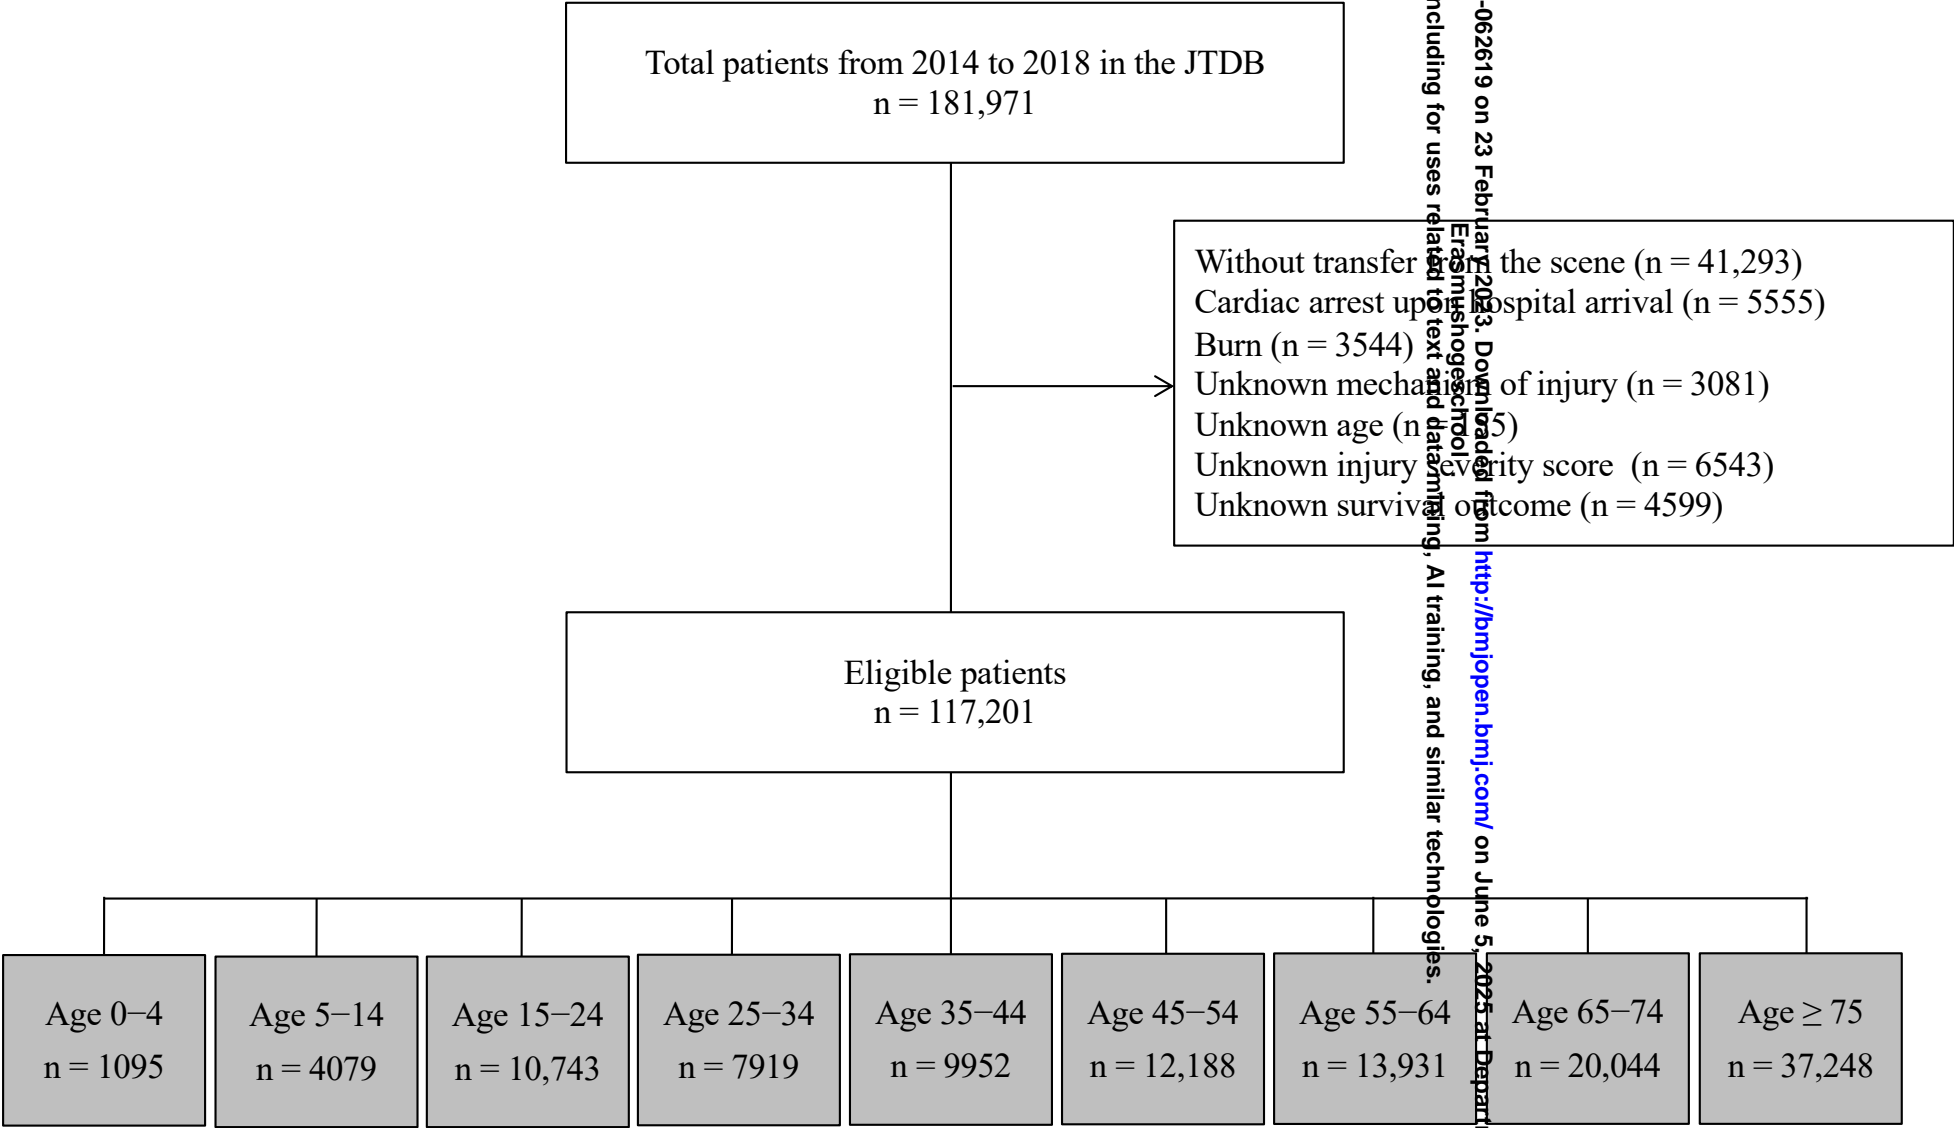 Total patients from 2014 to 2018 in the JTDB
n = 181,971
Without transfer from the scene (n = 41,293)
Cardiac arrest upon hospital arrival (n = 5555)
Burn (n = 3544)
Unknown mechanism of injury (n = 3081)
Unknown age (n = 155)
Unknown injury severity score (n = 6543)
Unknown survival outcome (n = 4599)
Eligible patients
n = 117,201
Age 0−4
n = 1095
Age 5−14
n = 4079
Age 15−24
n = 10,743
Age 25−34
n = 7919
Age 35−44
n = 9952
Age 45−54
n = 12,188
Age 55−64
n = 13,931
Age 65−74
n = 20,044
Age ≥ 75
n = 37,248
-062619 on 23 February 2023. Downloaded from http://bmjopen.bmj.com/ on June 5, 2025 at Depart
Erasmushogeschool .
ncluding for uses related to text and data mining, AI training, and similar technologies.